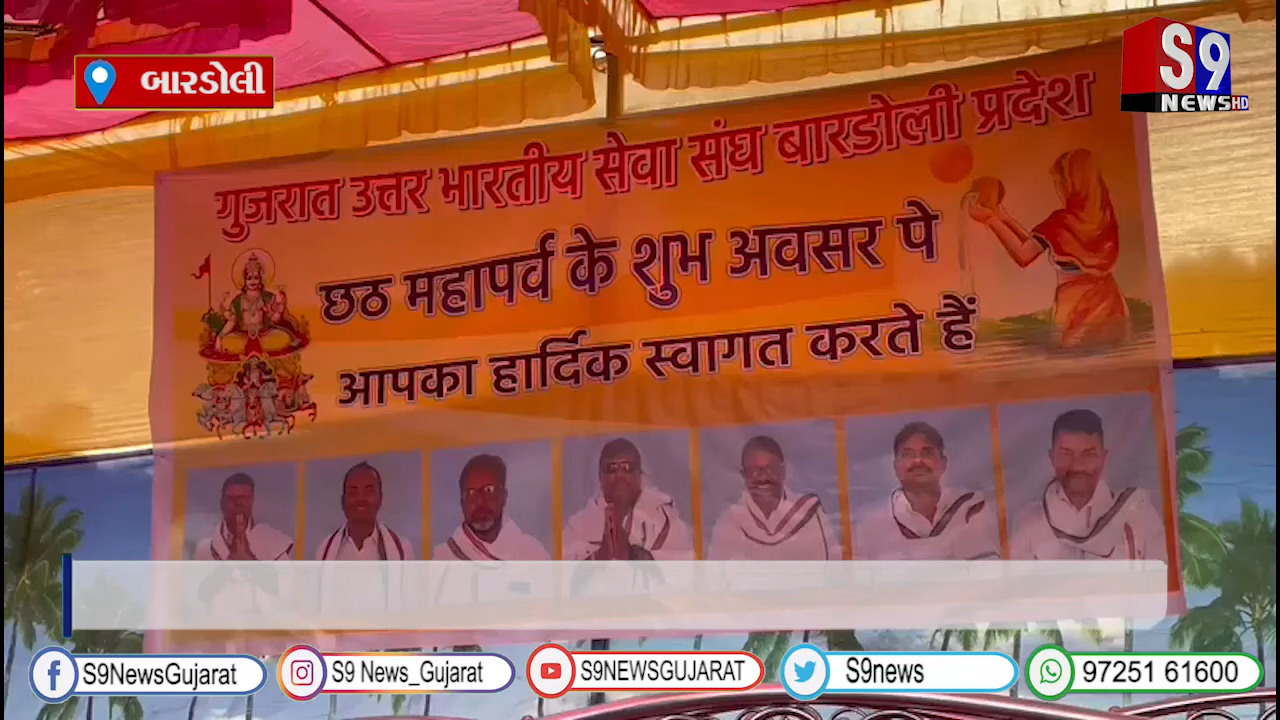 બારડોલી
S9
NEWS HD
गुजरात उत्तर भारतीय सेवा संघ बारडोली प्रदेश
छठ महापर्व के शुभ अवसर पे
आपका हार्दिक स्वागत करते हैं
S9NewsGujarat
S9 News_Gujarat
S9NEWSGUJARAT
S9news
97251 61600